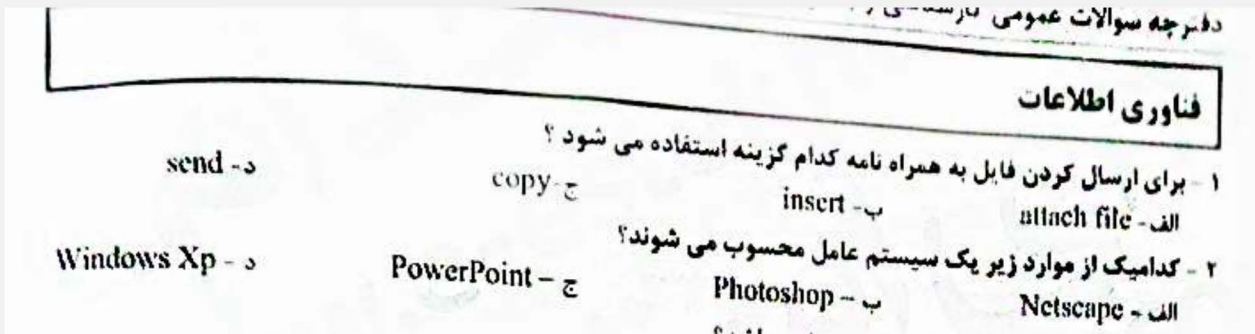 دفترچه سوالات عمومی
فناوری اطلاعات
۱ - برای ارسال کردن فایل به همراه نامه کدام گزینه استفاده می شود ؟
الف- attach file ب- insert ج- copy د- send
۲ - کدامیک از موارد زیر یک سیستم عامل محسوب می شوند؟
الف - Netscape ب – Photoshop ج – PowerPoint د - Windows Xp